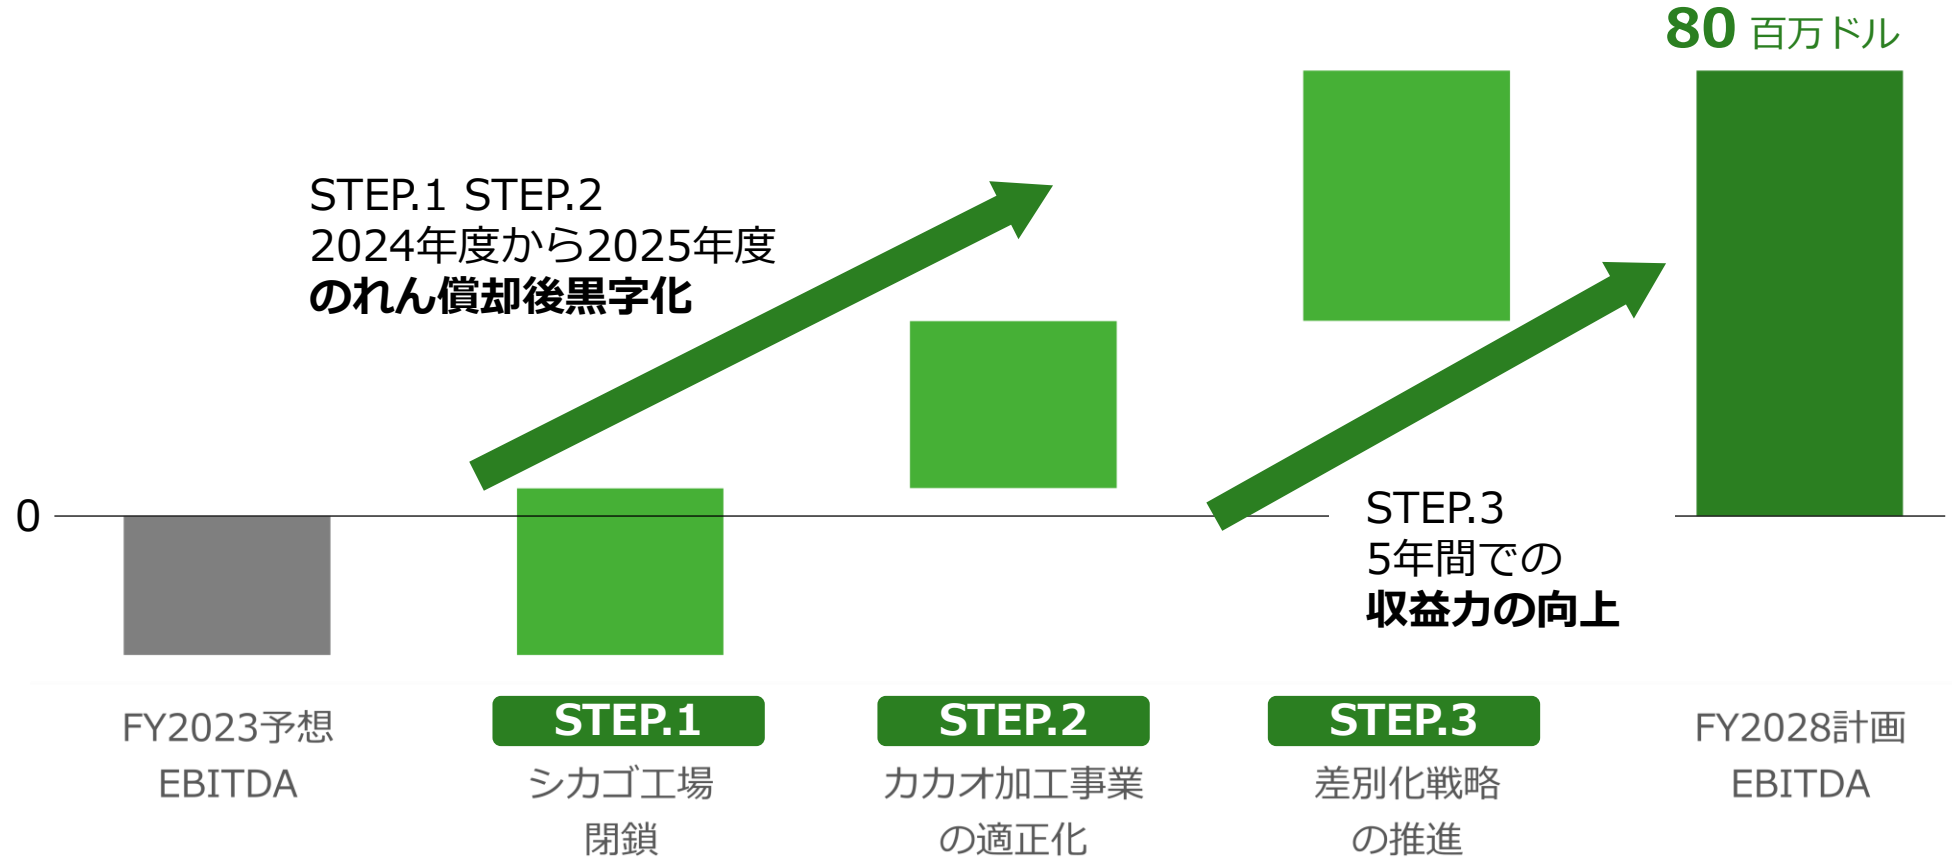 80 百万ドル
STEP.1 STEP.2
2024年度から2025年度
のれん償却後黒字化
0
STEP.3
5年間での
収益力の向上
FY2023予想
EBITDA
STEP.1
シカゴ工場
閉鎖
STEP.2
カカオ加工事業
の適正化
STEP.3
差別化戦略
の推進
FY2028計画
EBITDA